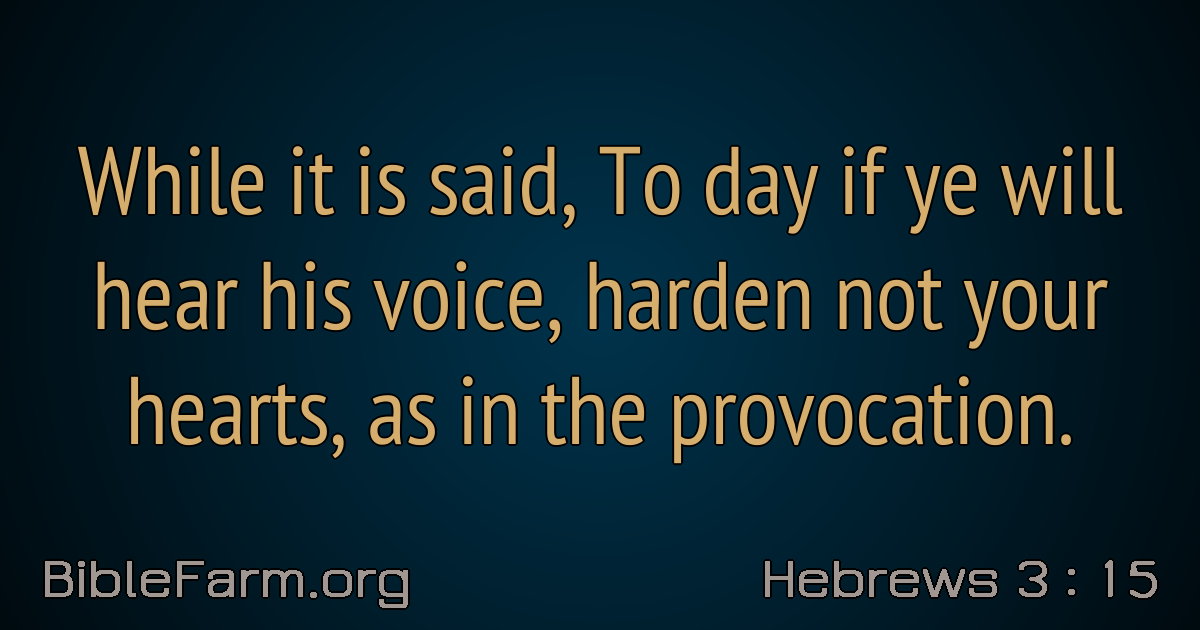 While it is said, To day if ye will
hear his voice, harden not your
hearts, as in the provocation.
BibleFarm.org
Hebrews 3 : 15